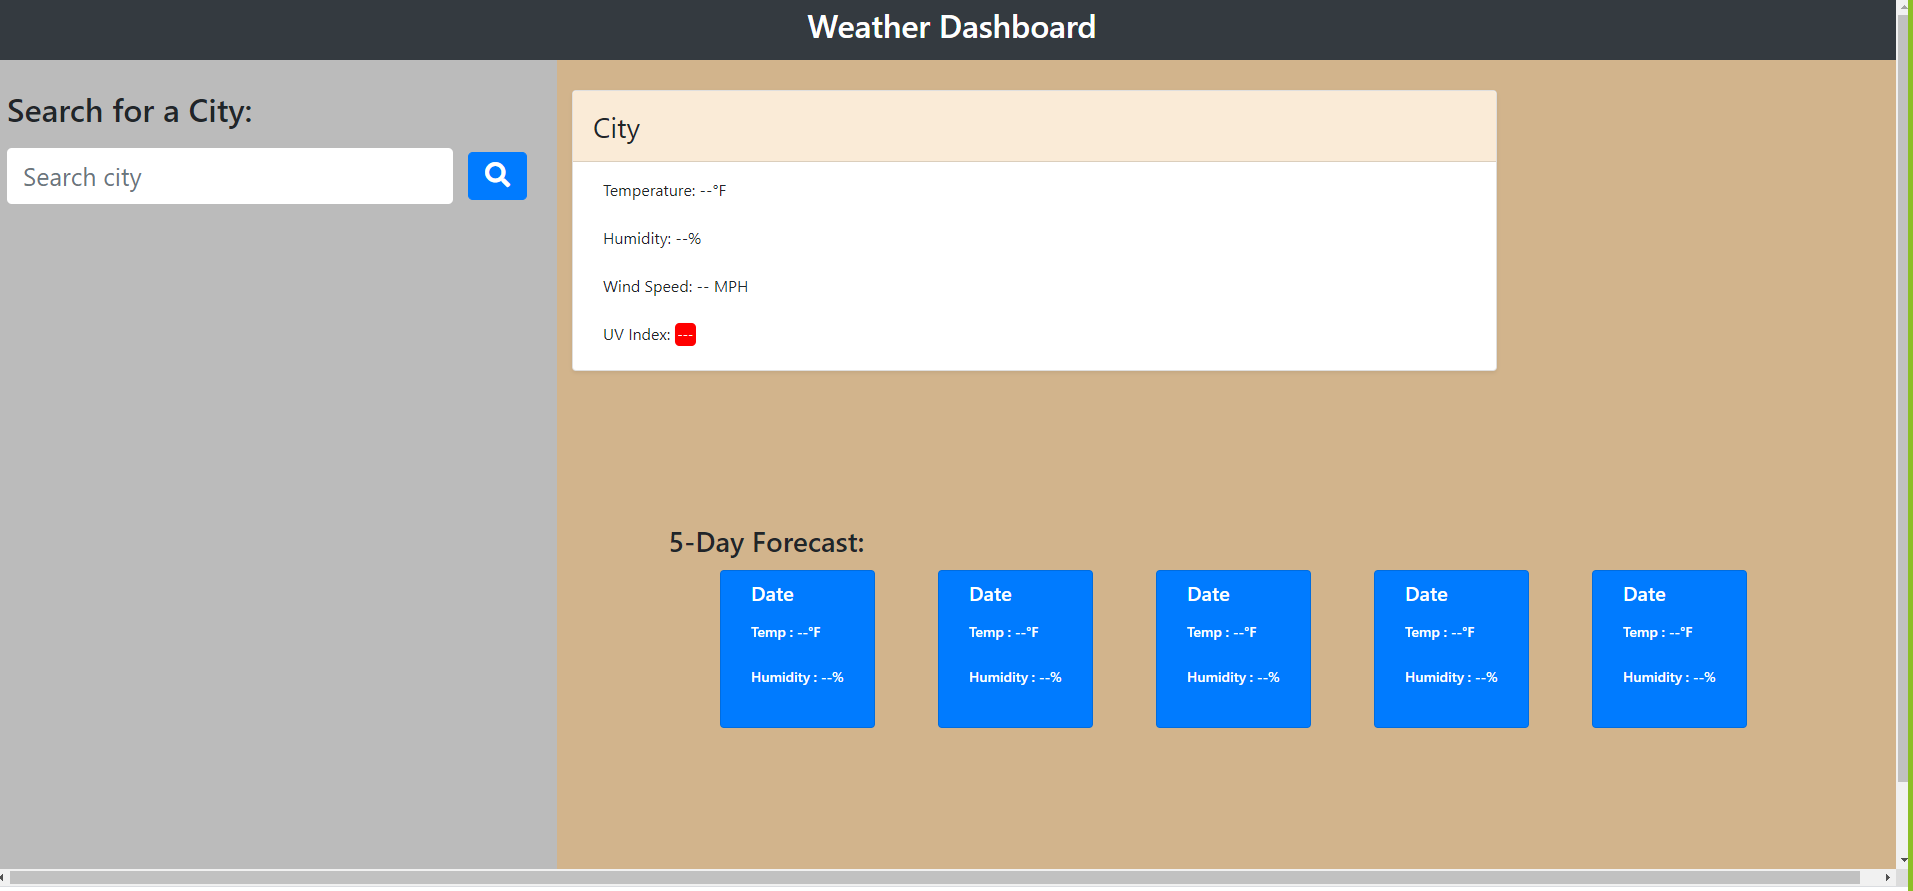 Weather Dashboard
Search for a City:
Search city
City
Temperature: --°F
Humidity: --%
Wind Speed: -- MPH
UV Index: ---
5-Day Forecast:
Date
Temp : --°F
Humidity : --%
Date
Temp : --°F
Humidity : --%
Date
Temp : --°F
Humidity : --%
Date
Temp : --°F
Humidity : --%
Date
Temp : --°F
Humidity : --%